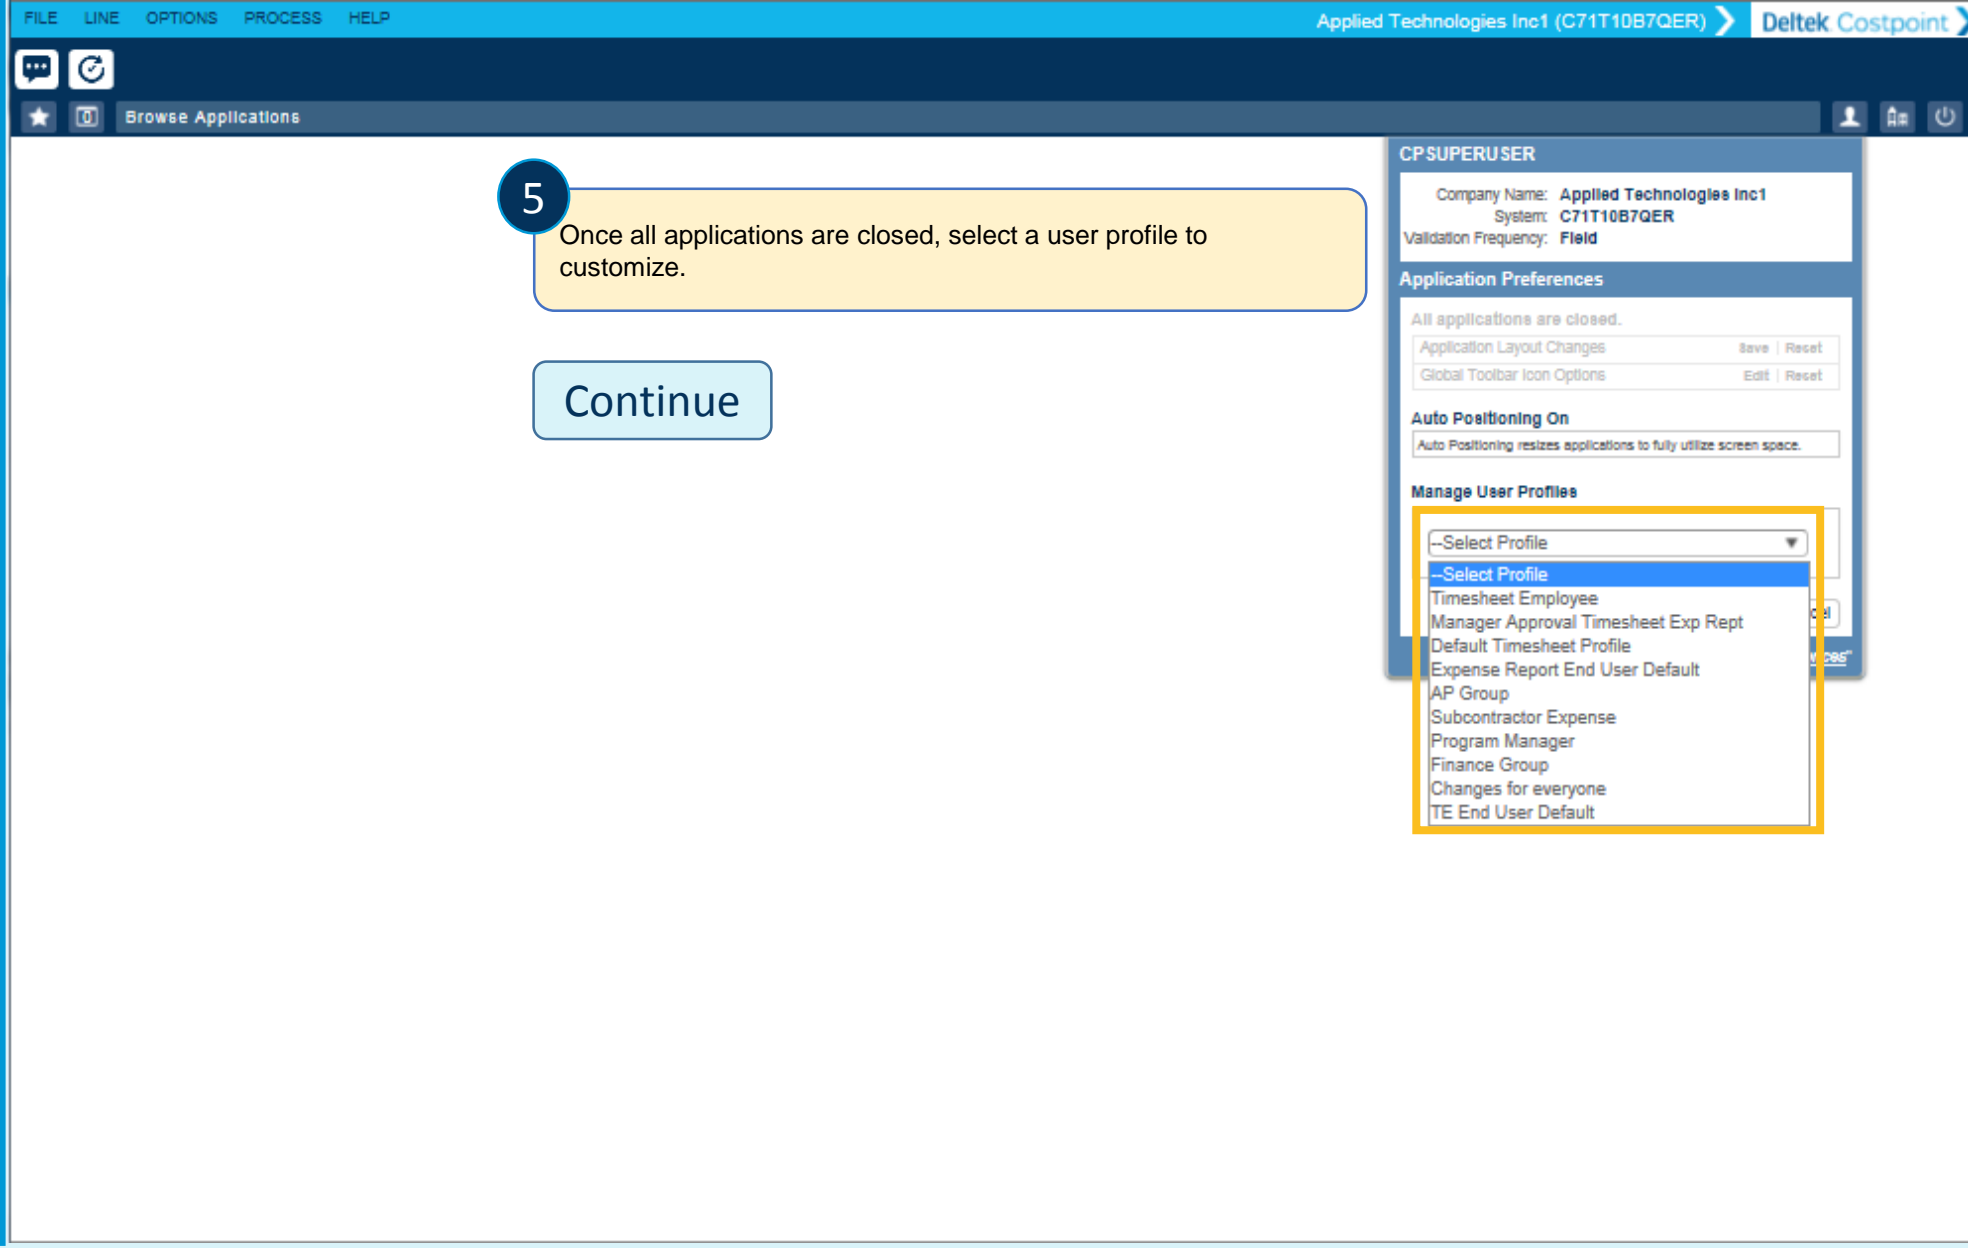 FILE LINE OPTIONS PROCESS HELP
Applied Technologies Inc1 (C71T10B7QER)
Deltek Costpoint
Browse Applications
5
Once all applications are closed, select a user profile to
customize.
Continue
CPSUPERUSER
Company Name: Applied Technologies Inc1
System: C71T10B7QER
Validation Frequency: Field
Application Preferences
All applications are closed.
Application Layout Changes Save | Reset
Global Toolbar Icon Options Edit | Reset
Auto Positioning On
Auto Positioning resizes applications to fully utilize screen space.
Manage User Profiles
--Select Profile
--Select Profile
Timesheet Employee
Manager Approval Timesheet Exp Rept
Default Timesheet Profile
Expense Report End User Default
AP Group
Subcontractor Expense
Program Manager
Finance Group
Changes for everyone
TE End User Default